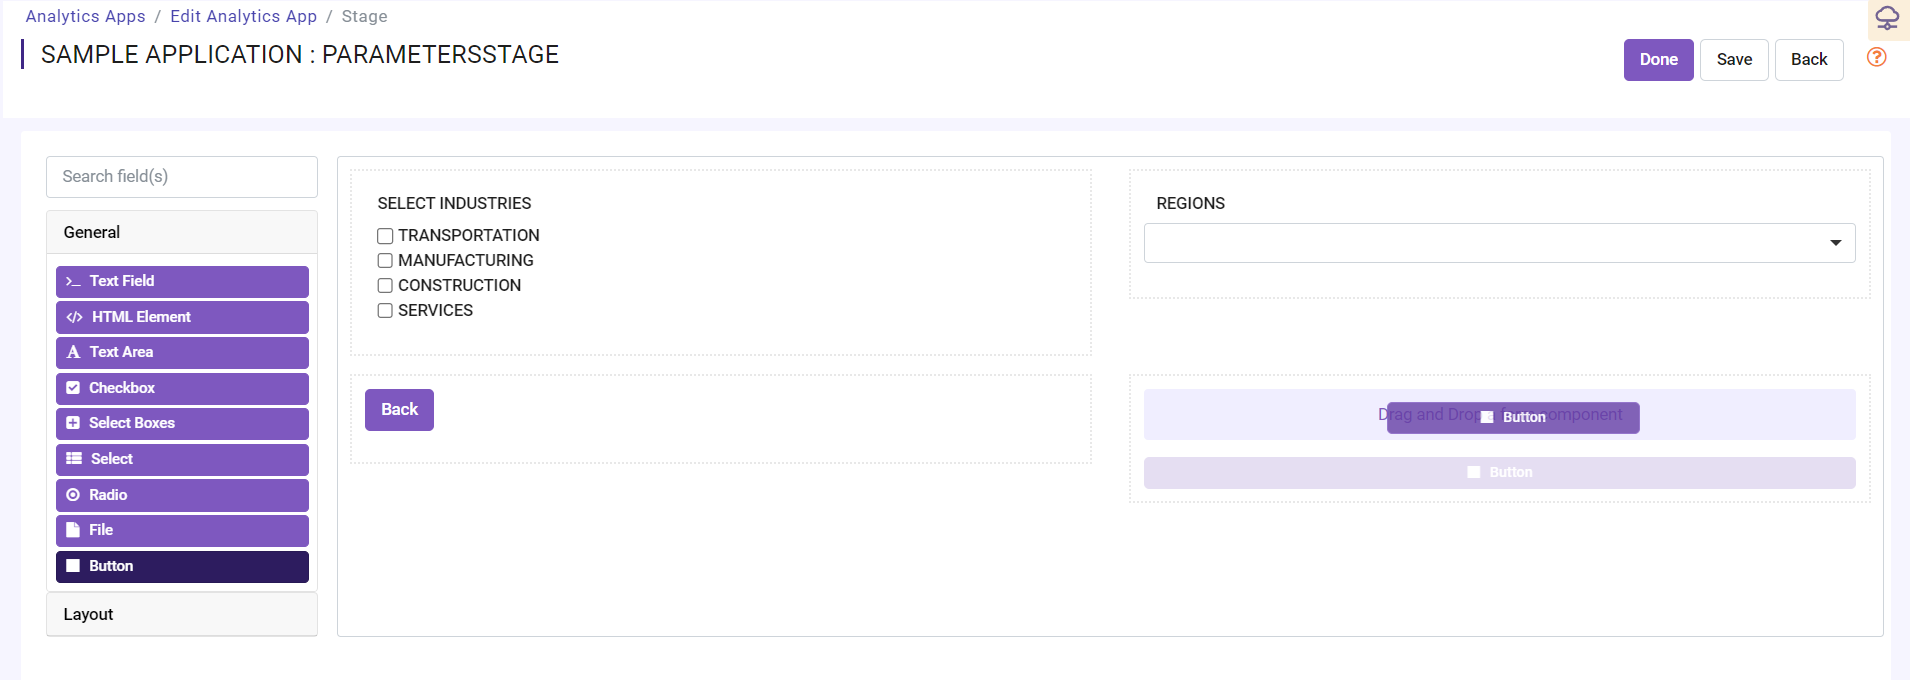 Analytics Apps / Edit Analytics App / Stage
SAMPLE APPLICATION : PARAMETERSSTAGE
Done
Save
Back
?
Search field(s)
General
Text Field
HTML Element
Text Area
Checkbox
Select Boxes
Select
Radio
File
Button
Layout
SELECT INDUSTRIES
TRANSPORTATION
MANUFACTURING
CONSTRUCTION
SERVICES
REGIONS
Back
Drag and Drop component
Button
Button